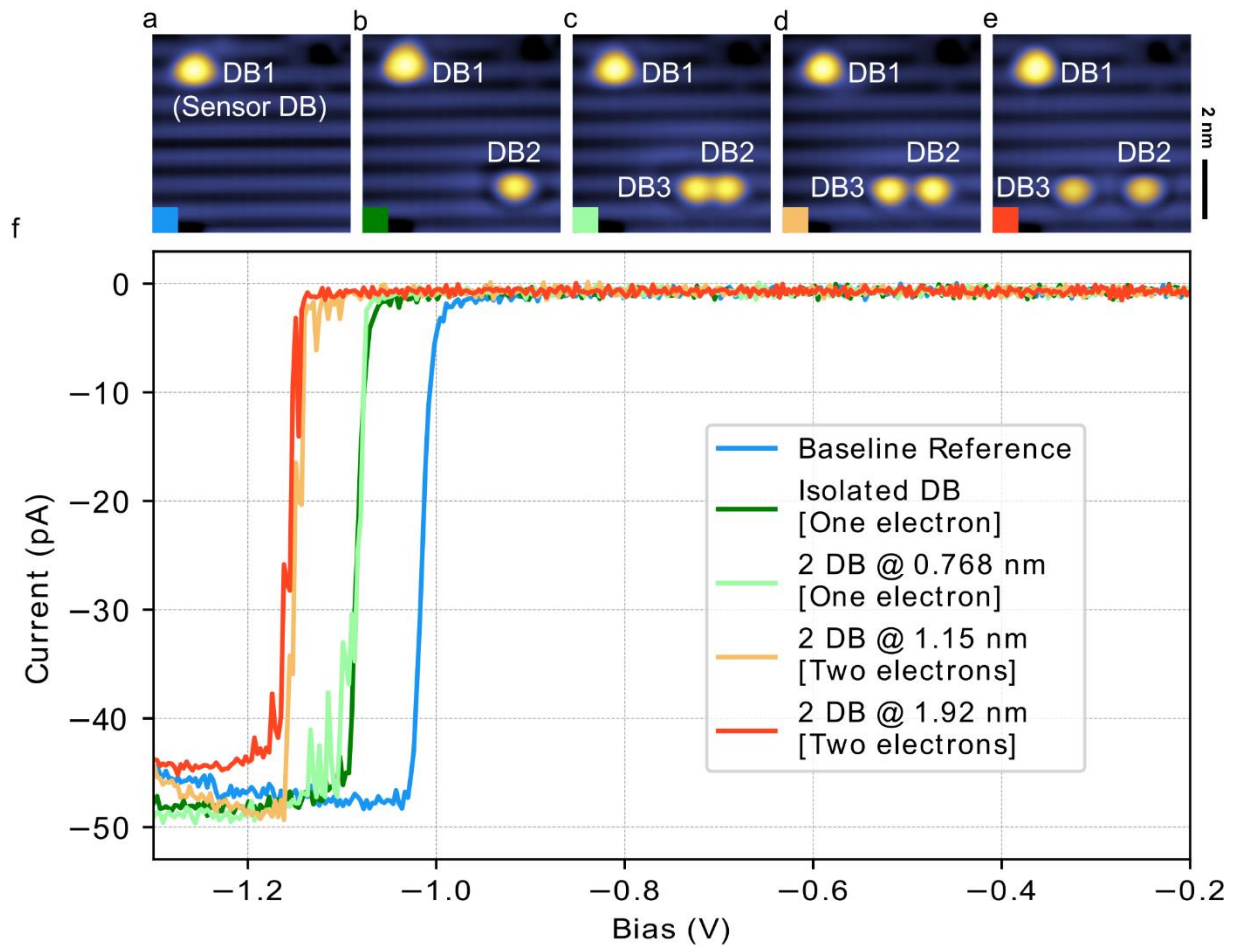 a
b
c
d
e
DB1
(Sensor DB)
DB1
DB2
DB1
DB2
DB3
DB1
DB2
DB3
DB1
DB2
DB3
2 nm
f
0
−10
−20
−30
−40
−50
Current (pA)
Baseline Reference
Isolated DB
[One electron]
2 DB @ 0.768 nm
[One electron]
2 DB @ 1.15 nm
[Two electrons]
2 DB @ 1.92 nm
[Two electrons]
−1.2
−1.0
−0.8
−0.6
−0.4
−0.2
Bias (V)